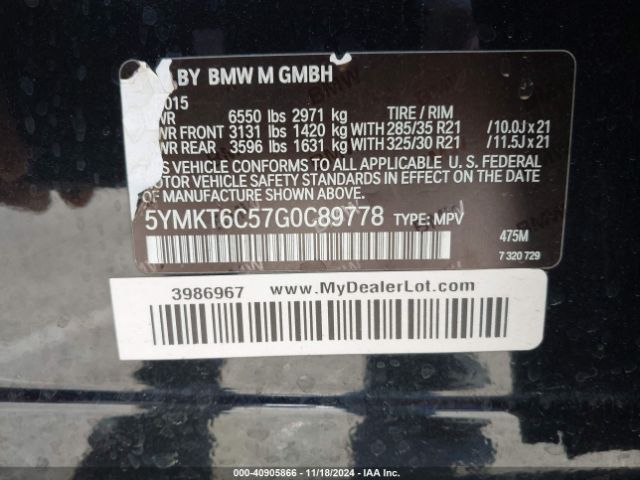 BY BMW M GMBH
015
WR 6550 lbs 2971 kg TIRE / RIM
WR FRONT 3131 lbs 1420 kg WITH 285/35 R21 /10.0J x 21
WR REAR 3596 lbs 1631 kg WITH 325/30 R21 /11.5J x 21
S VEHICLE CONFORMS TO ALL APPLICABLE U. S. FEDERAL
OTOR VEHICLE SAFETY STANDARDS IN EFFECT ON THE DATE
OF MANUFACTURE SHOWN ABOVE.
5YMKT6C57G0C89778 TYPE: MPV 475M
7 320 729
3986967 www.MyDealerLot.com
000-40905866 - 11/18/2024 - IAA Inc.